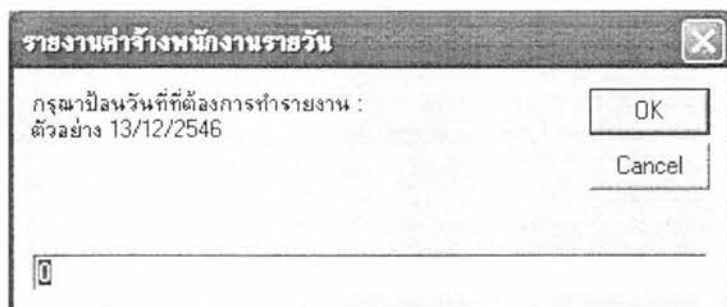 รายงานค่าจ้างพนักงานรายวัน
กรุณาป้อนวันที่ที่ต้องการทำรายงาน :
ตัวอย่าง 13/12/2546
OK
Cancel
0